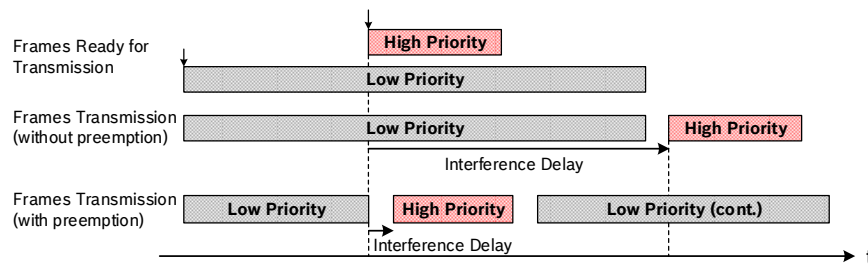 High Priority
Frames Ready for
Transmission
Low Priority
Frames Transmission
(without preemption)
Low Priority
High Priority
Interference Delay
Frames Transmission
(with preemption)
Low Priority
High Priority
Low Priority (cont.)
Interference Delay
t